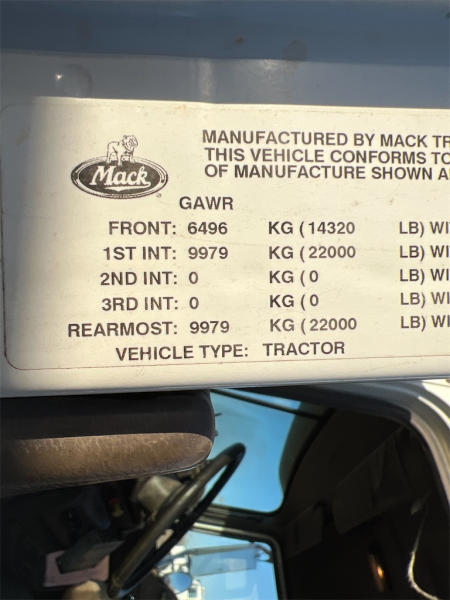 Mack
MANUFACTURED BY MACK TR
THIS VEHICLE CONFORMS TO
OF MANUFACTURE SHOWN A
GAWR
FRONT: 6496 KG ( 14320 LB) WI
1ST INT: 9979 KG ( 22000 LB) WI
2ND INT: 0 KG ( 0 LB) WI
3RD INT: 0 KG ( 0 LB) WI
REARMOST: 9979 KG ( 22000 LB) WI
VEHICLE TYPE: TRACTOR